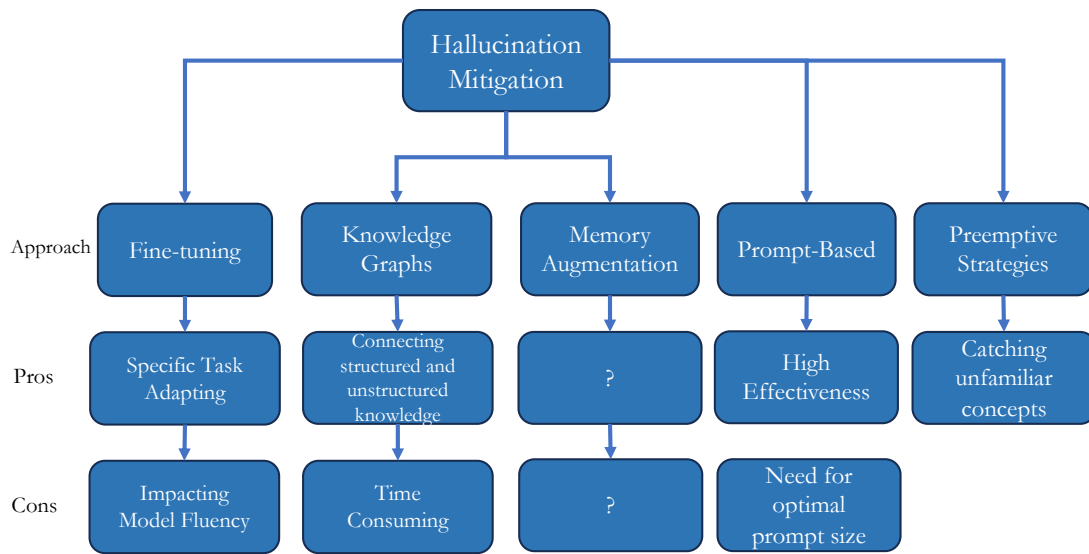 Hallucination
Mitigation
Approach
Fine-tuning
Knowledge
Graphs
Memory
Augmentation
Prompt-Based
Preemptive
Strategies
Pros
Specific Task
Adapting
Connecting
structured and
unstructured
knowledge
?
High
Effectiveness
Catching
unfamiliar
concepts
Cons
Impacting
Model Fluency
Time
Consuming
?
Need for
optimal
prompt size